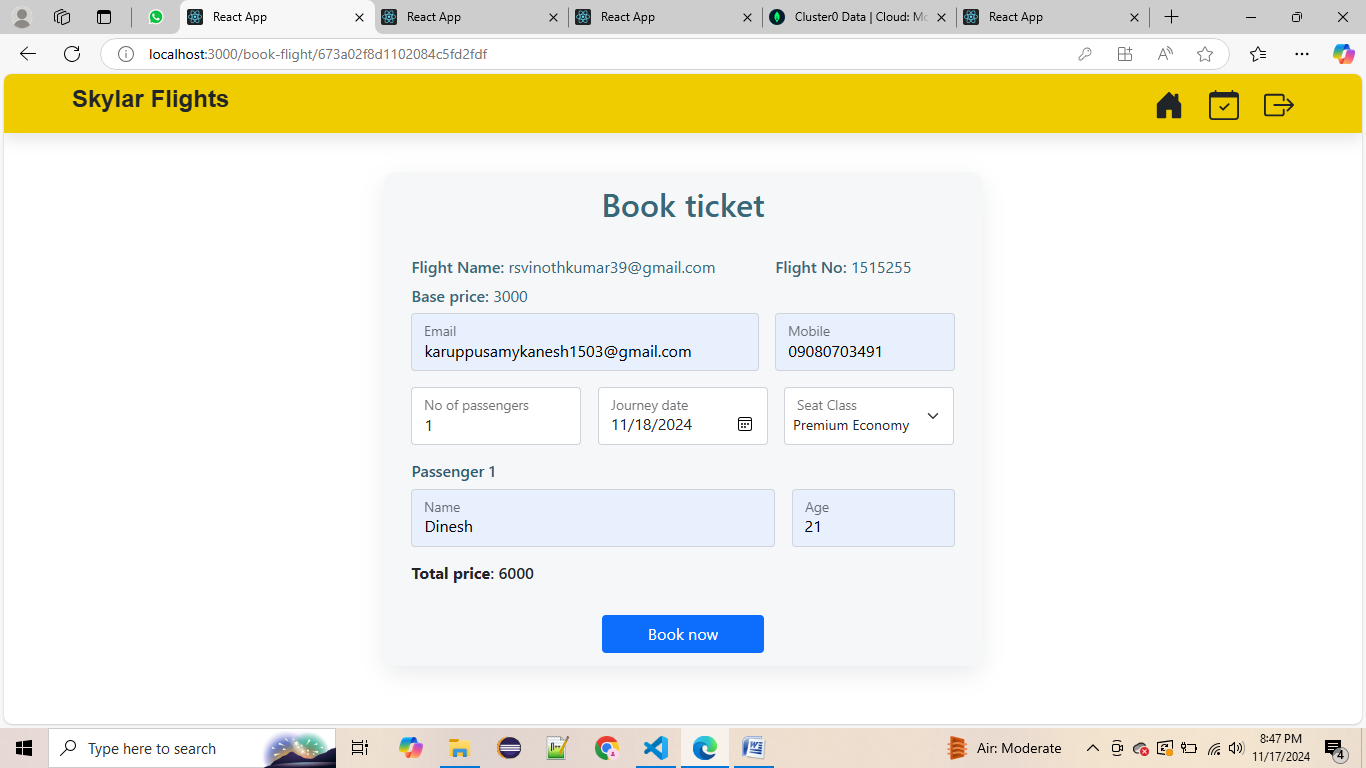 React App
React App
React App
Cluster0 Data | Cloud: Mo
React App
localhost:3000/book-flight/673a02f8d1102084c5fd2fdf
Skylar Flights
Book ticket
Flight Name: rsvinothkumar39@gmail.com Flight No: 1515255
Base price: 3000
Email Mobile
karuppusamykanesh1503@gmail.com 09080703491
No of passengers Journey date Seat Class
1 11/18/2024 Premium Economy
Passenger 1
Name Age
Dinesh 21
Total price: 6000
Book now
Type here to search
Air: Moderate
8:47 PM
11/17/2024
4